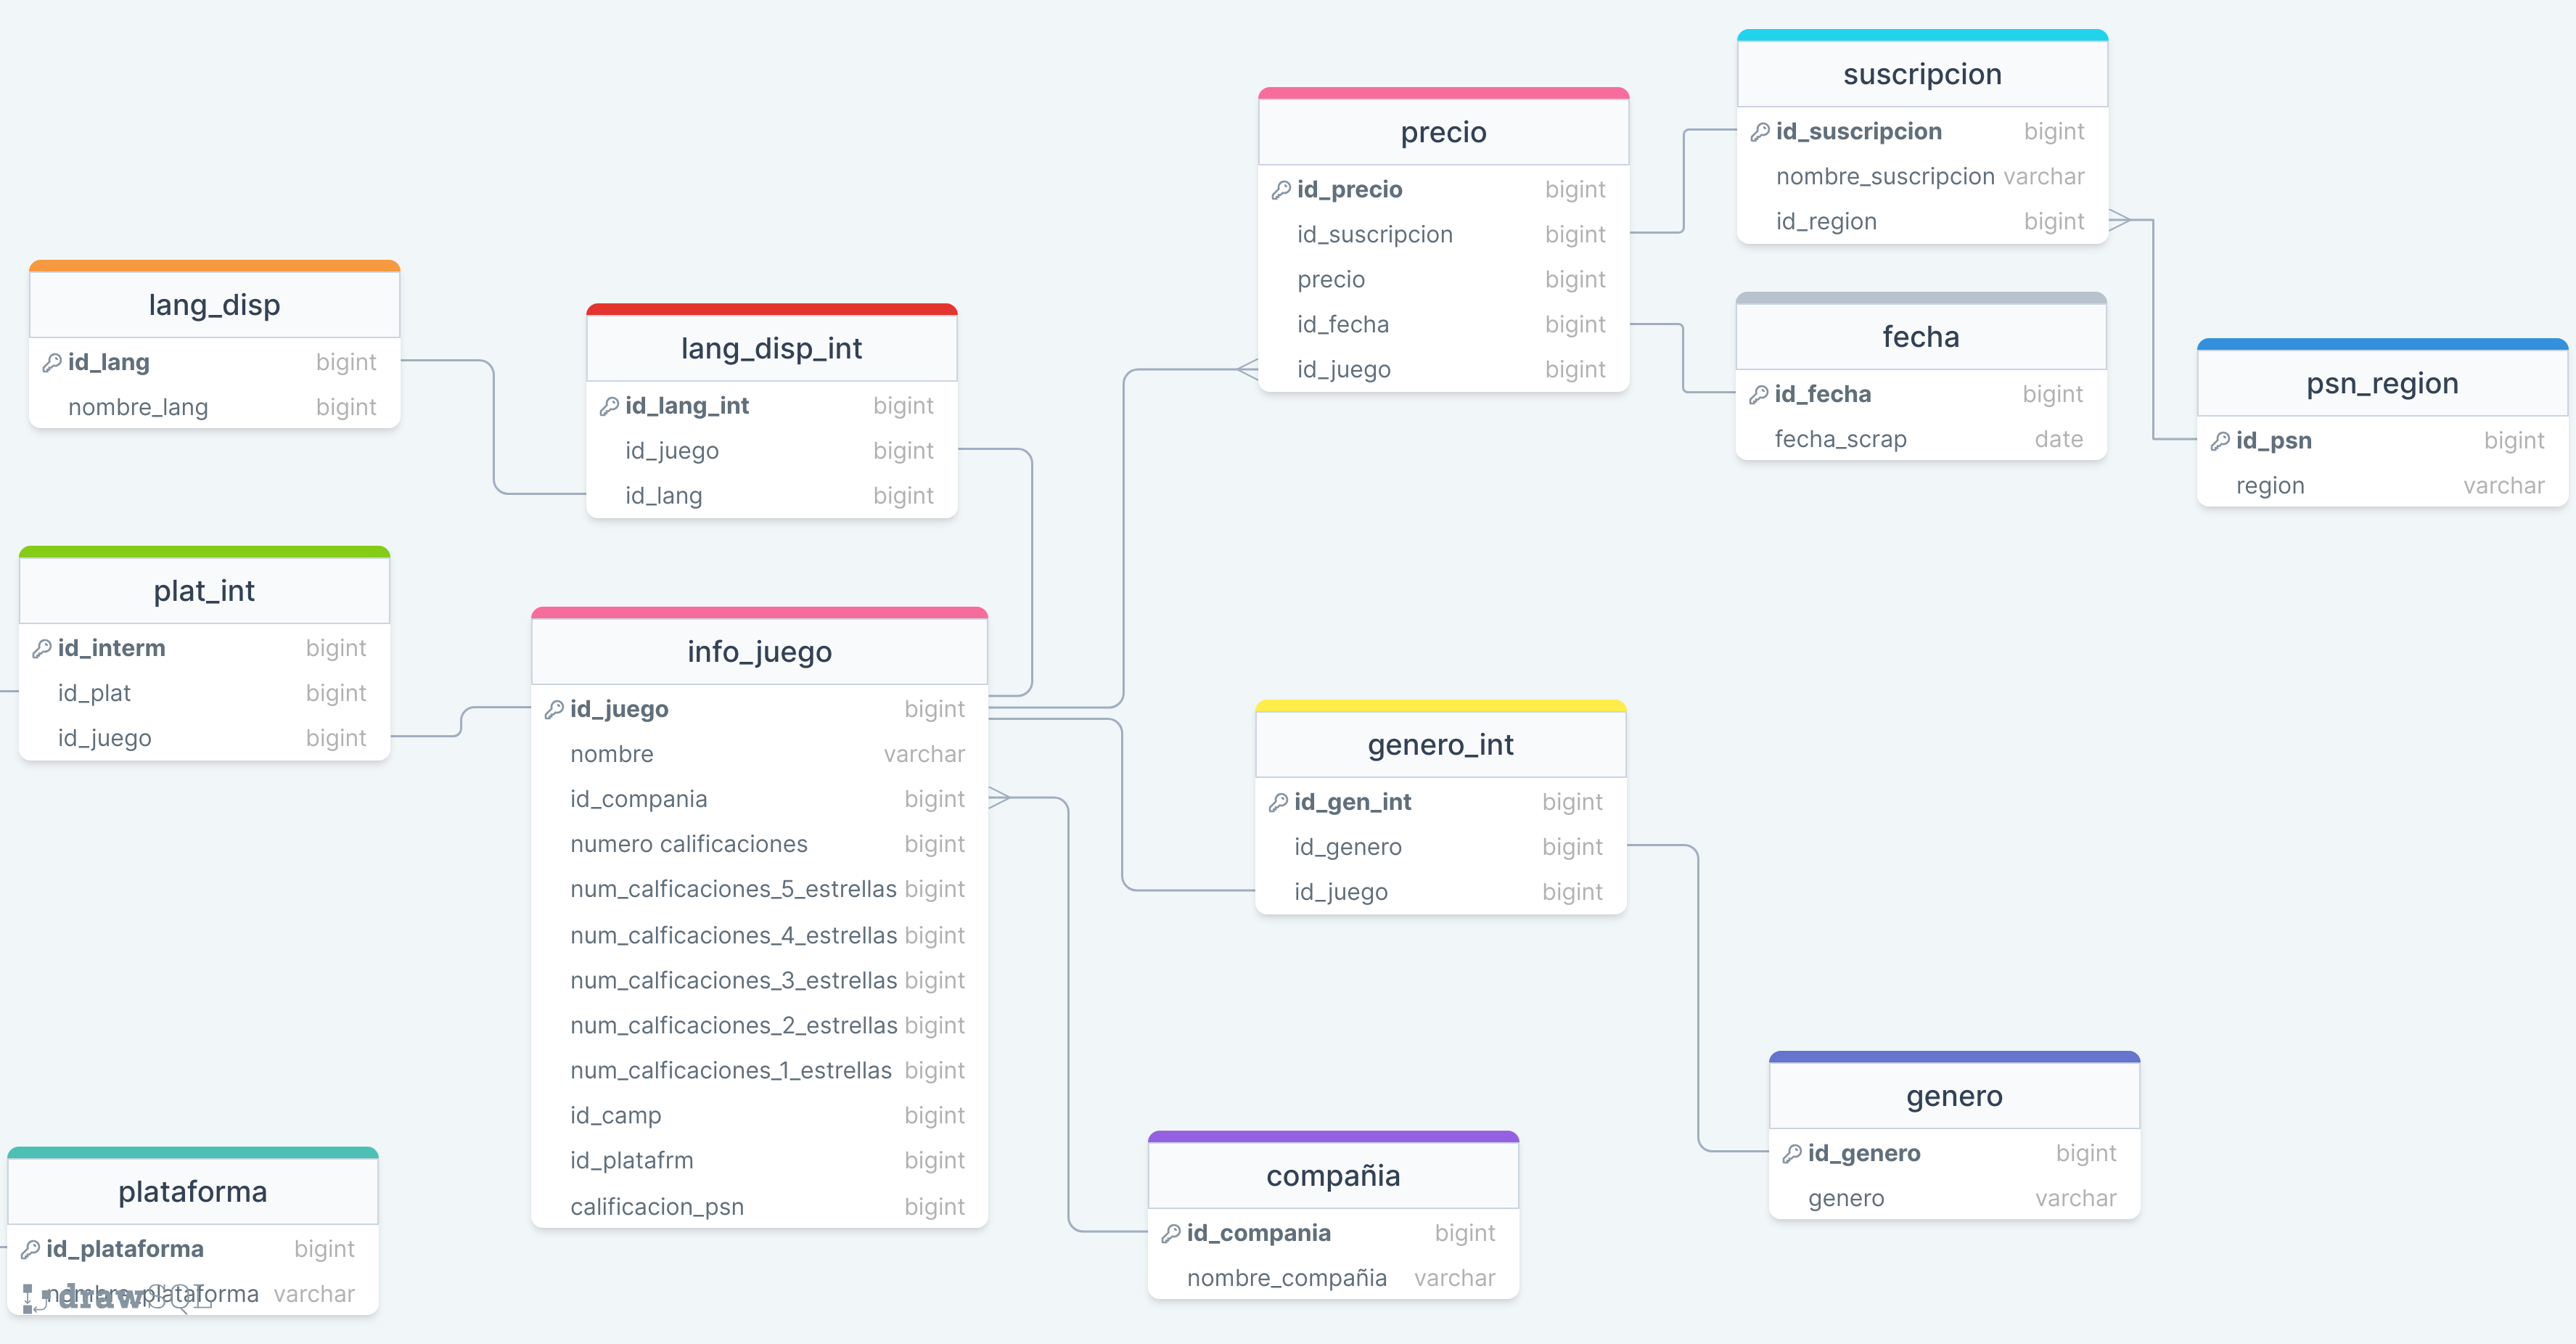 suscripcion
id_suscripcion bigint
nombre_suscripcion varchar
id_region bigint
precio
id_precio bigint
id_suscripcion bigint
precio bigint
id_fecha bigint
id_juego bigint
fecha
id_fecha bigint
fecha_scrap date
psn_region
id_psn bigint
region varchar
lang_disp
id_lang bigint
nombre_lang bigint
lang_disp_int
id_lang_int bigint
id_juego bigint
id_lang bigint
plat_int
id_interm bigint
id_plat bigint
id_juego bigint
info_juego
id_juego bigint
nombre varchar
id_compania bigint
numero calificaciones bigint
num_calficaciones_5_estrellas bigint
num_calficaciones_4_estrellas bigint
num_calficaciones_3_estrellas bigint
num_calficaciones_2_estrellas bigint
num_calficaciones_1_estrellas bigint
id_camp bigint
id_platafrm bigint
calificacion_psn bigint
genero_int
id_gen_int bigint
id_genero bigint
id_juego bigint
genero
id_genero bigint
genero varchar
compañia
id_compania bigint
nombre_compañia varchar
plataforma
id_plataforma bigint
nombre_plataforma varchar
drawSQL